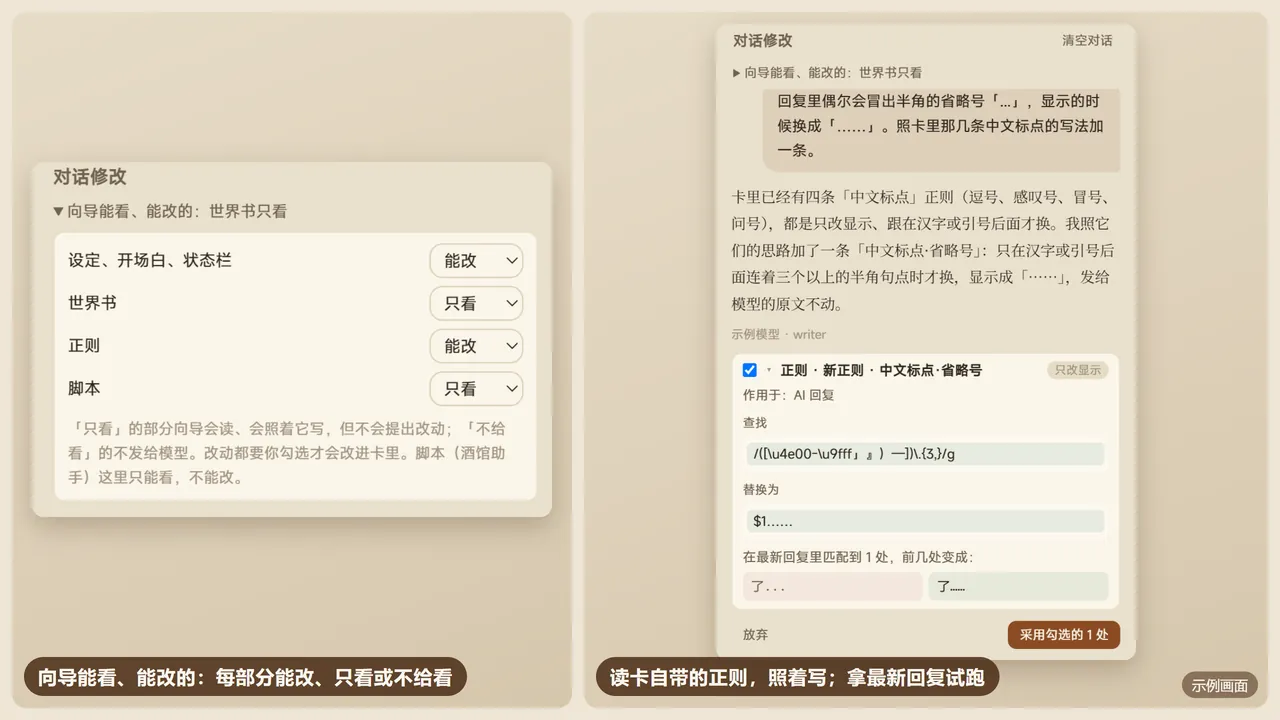 对话修改
▼向导能看、能改的：世界书只看
设定、开场白、状态栏
能改
世界书
只看
正则
能改
脚本
只看
「只看」的部分向导会读、会照着它写，但不会提出改动；「不给
看」的不发给模型。改动都要你勾选才会改进卡里。脚本（酒馆助
手）这里只能看，不能改。
向导能看、能改的：每部分能改、只看或不给看
对话修改
清空对话
▶向导能看、能改的：世界书只看
回复里偶尔会冒出半角的省略号「...」，显示的时
候换成「……」。照卡里那几条中文标点的写法加
一条。
卡里已经有四条「中文标点」正则（逗号、感叹号、冒号、
问号），都是只改显示、跟在汉字或引号后面才换。我照它
们的思路加了一条「中文标点·省略号」：只在汉字或引号后
面连着三个以上的半角句点时才换，显示成「……」，发给
模型的原文不动。
示例模型 · writer
正则 · 新正则 · 中文标点·省略号
只改显示
作用于：AI 回复
查找
/([\u4e00-\u9fff」』）—])\.{3,}/g
替换为
$1……
在最新回复里匹配到 1 处，前几处变成：
了...
了……
放弃
采用勾选的 1 处
读卡自带的正则，照着写；拿最新回复试跑
示例画面